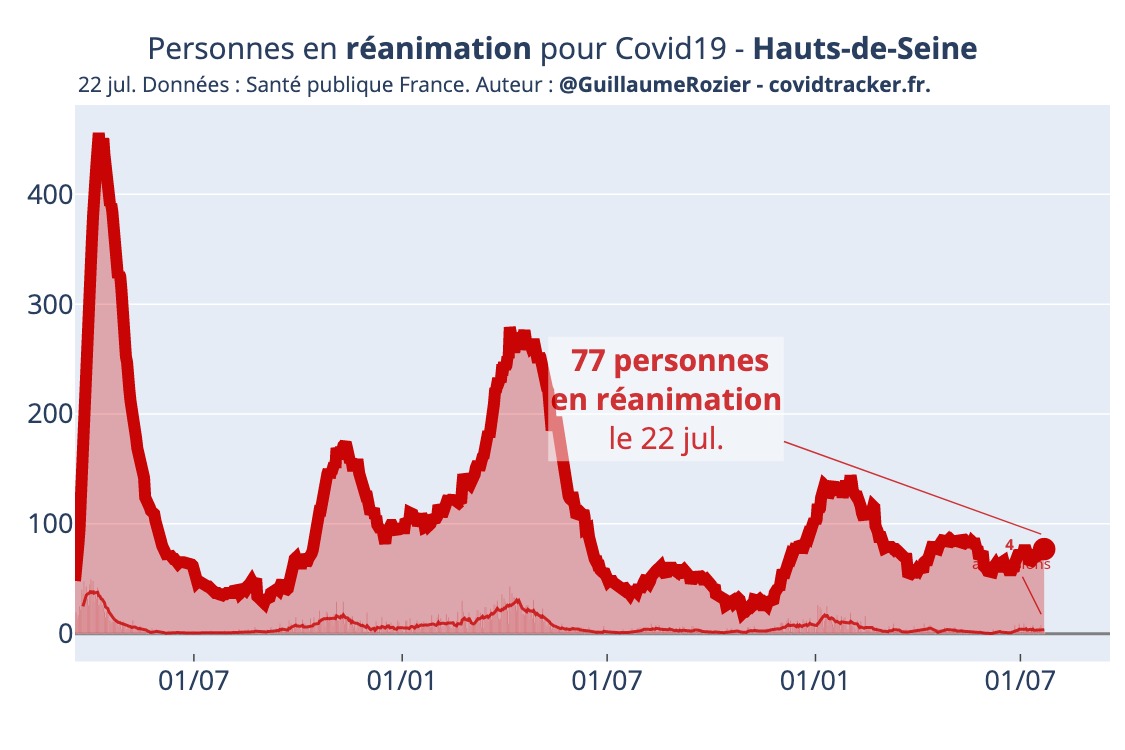 Personnes en réanimation pour Covid19 - Hauts-de-Seine
22 jul. Données : Santé publique France. Auteur : @GuillaumeRozier - covidtracker.fr.
400
300
200
100
0
77 personnes
en réanimation
le 22 jul.
4
01/07
01/01
01/07
01/01
01/07